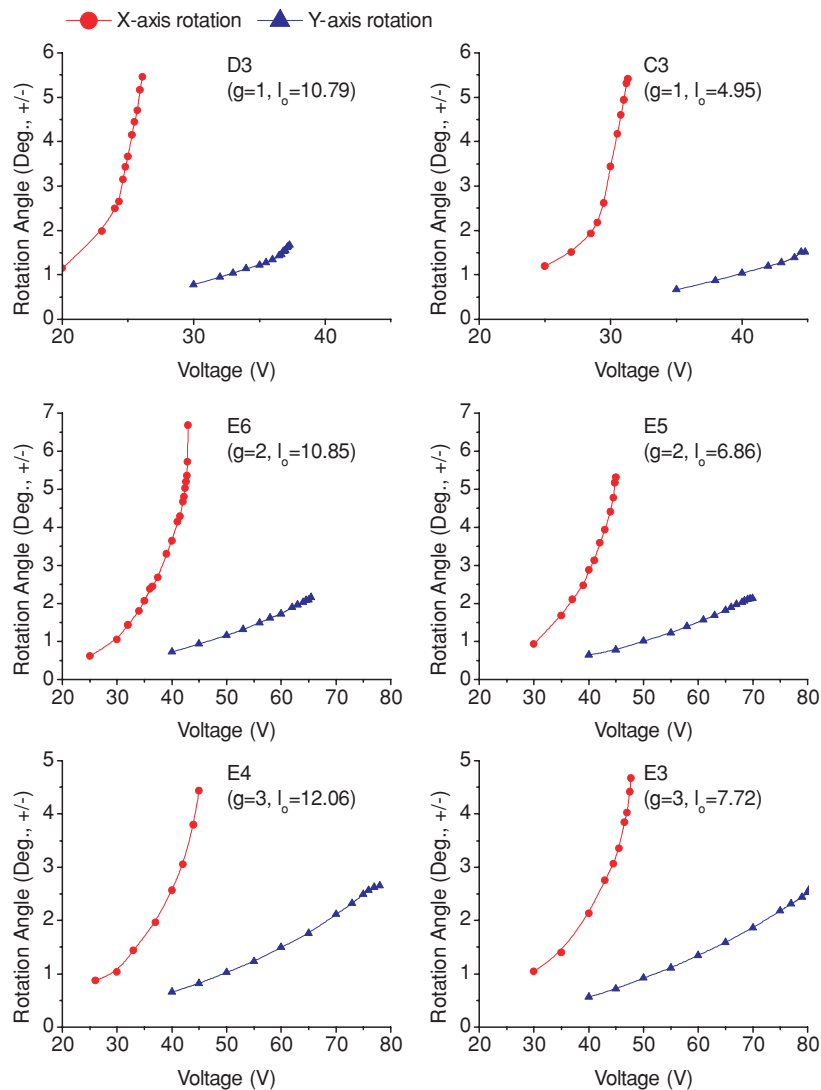 X-axis rotation Y-axis rotation
D3
(g=1, lo=10.79)
Rotation Angle (Deg., +/-)
6
5
4
3
2
1
0
20 30 40
Voltage (V)
C3
(g=1, lo=4.95)
Rotation Angle (Deg., +/-)
6
5
4
3
2
1
0
20 30 40
Voltage (V)
E6
(g=2, lo=10.85)
Rotation Angle (Deg., +/-)
7
6
5
4
3
2
1
0
20 30 40 50 60 70 80
Voltage (V)
E5
(g=2, lo=6.86)
Rotation Angle (Deg., +/-)
7
6
5
4
3
2
1
0
20 30 40 50 60 70 80
Voltage (V)
E4
(g=3, lo=12.06)
Rotation Angle (Deg., +/-)
5
4
3
2
1
0
20 30 40 50 60 70 80
Voltage (V)
E3
(g=3, lo=7.72)
Rotation Angle (Deg., +/-)
5
4
3
2
1
0
20 30 40 50 60 70 80
Voltage (V)